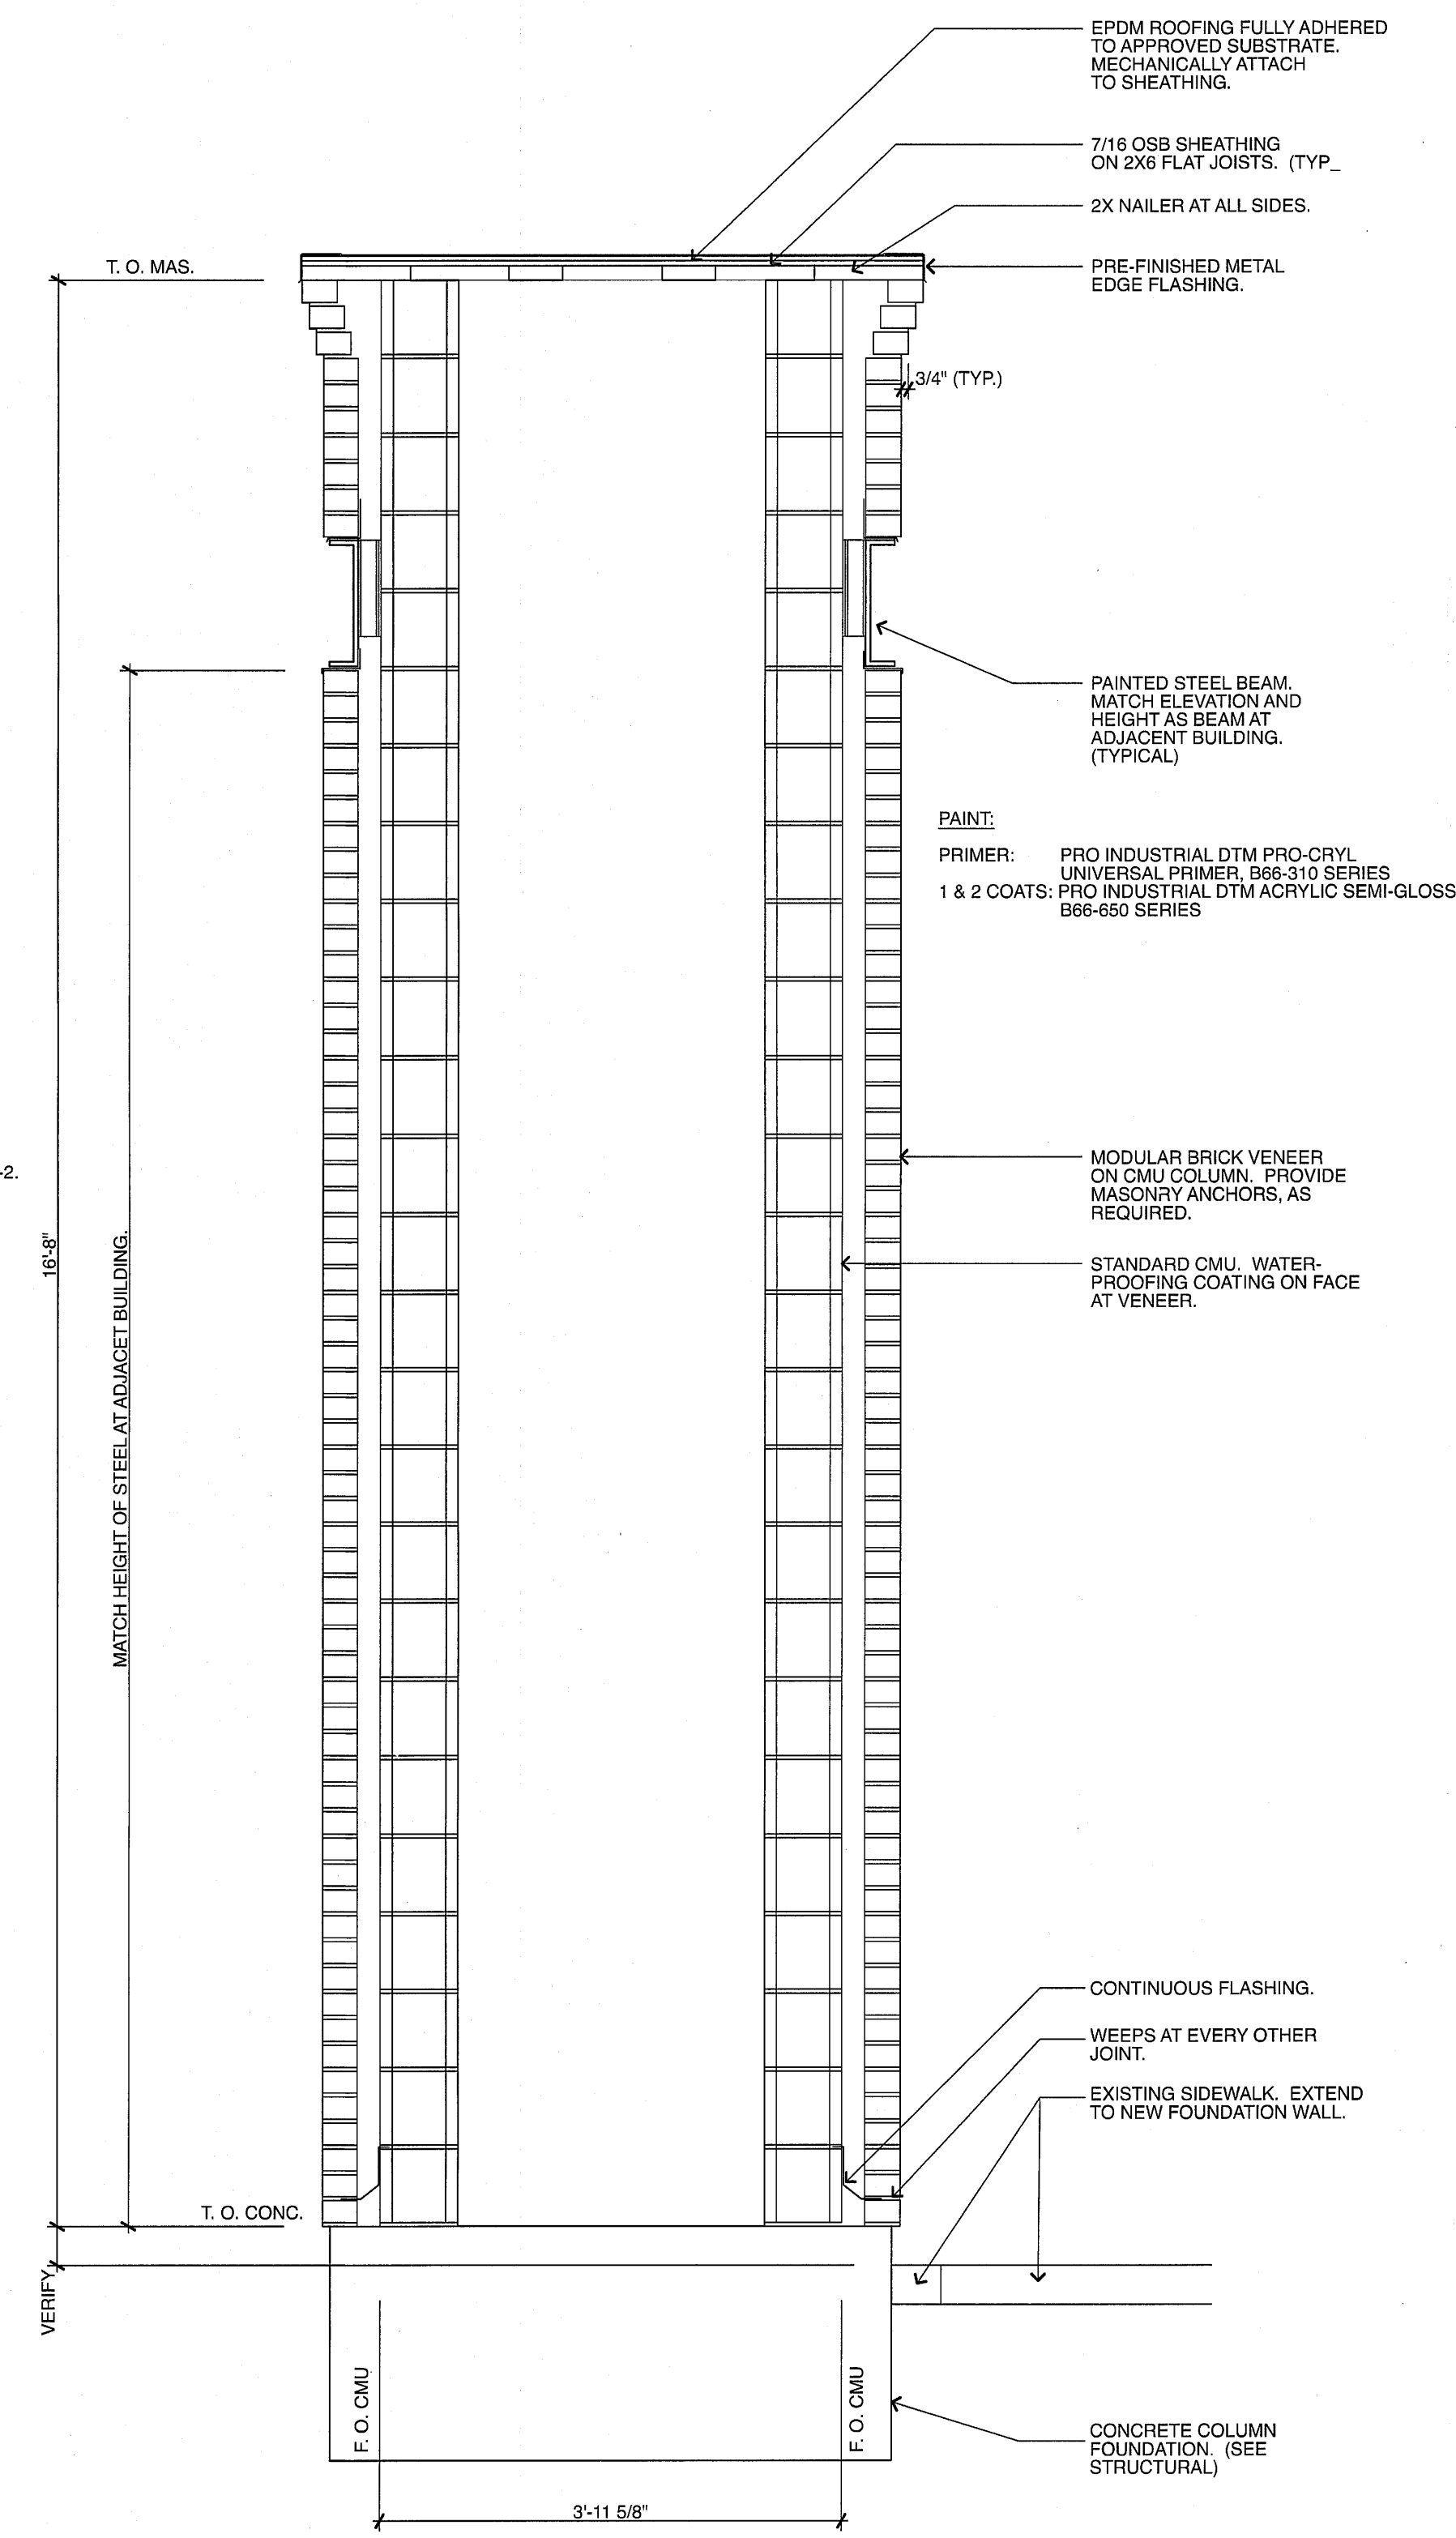 EPDM ROOFING FULLY ADHERED
TO APPROVED SUBSTRATE.
MECHANICALLY ATTACH
TO SHEATHING.
7/16 OSB SHEATHING
ON 2X6 FLAT JOISTS. (TYP_
2X NAILER AT ALL SIDES.
T. O. MAS.
PRE-FINISHED METAL
EDGE FLASHING.
3/4" (TYP.)
PAINTED STEEL BEAM.
MATCH ELEVATION AND
HEIGHT AS BEAM AT
ADJACENT BUILDING.
(TYPICAL)
PAINT:
PRIMER: PRO INDUSTRIAL DTM PRO-CRYL
UNIVERSAL PRIMER, B66-310 SERIES
1 & 2 COATS: PRO INDUSTRIAL DTM ACRYLIC SEMI-GLOSS
B66-650 SERIES
-2.
16'-8"
MATCH HEIGHT OF STEEL AT ADJACET BUILDING.
MODULAR BRICK VENEER
ON CMU COLUMN. PROVIDE
MASONRY ANCHORS, AS
REQUIRED.
STANDARD CMU. WATER-
PROOFING COATING ON FACE
AT VENEER.
CONTINUOUS FLASHING.
WEEPS AT EVERY OTHER
JOINT.
EXISTING SIDEWALK. EXTEND
TO NEW FOUNDATION WALL.
T. O. CONC.
VERIFY
F. O. CMU
F. O. CMU
CONCRETE COLUMN
FOUNDATION. (SEE
STRUCTURAL)
3'-11 5/8"